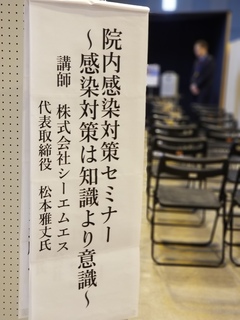 院内感染対策セミナー
～感染対策は知識より意識～
講師　株式会社シーエムエス
代表取締役　松本雅丈氏